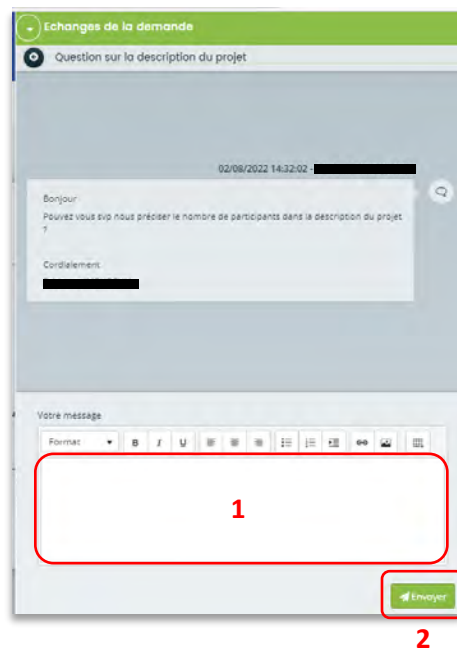 Echanges de la demande
Question sur la description du projet
02/08/2022 14:32:02 -
Bonjour
Pouvez vous svp nous préciser le nombre de participants dans la description du projet
?
Cordialement
Votre message
Format B I U
1
Envoyer
2